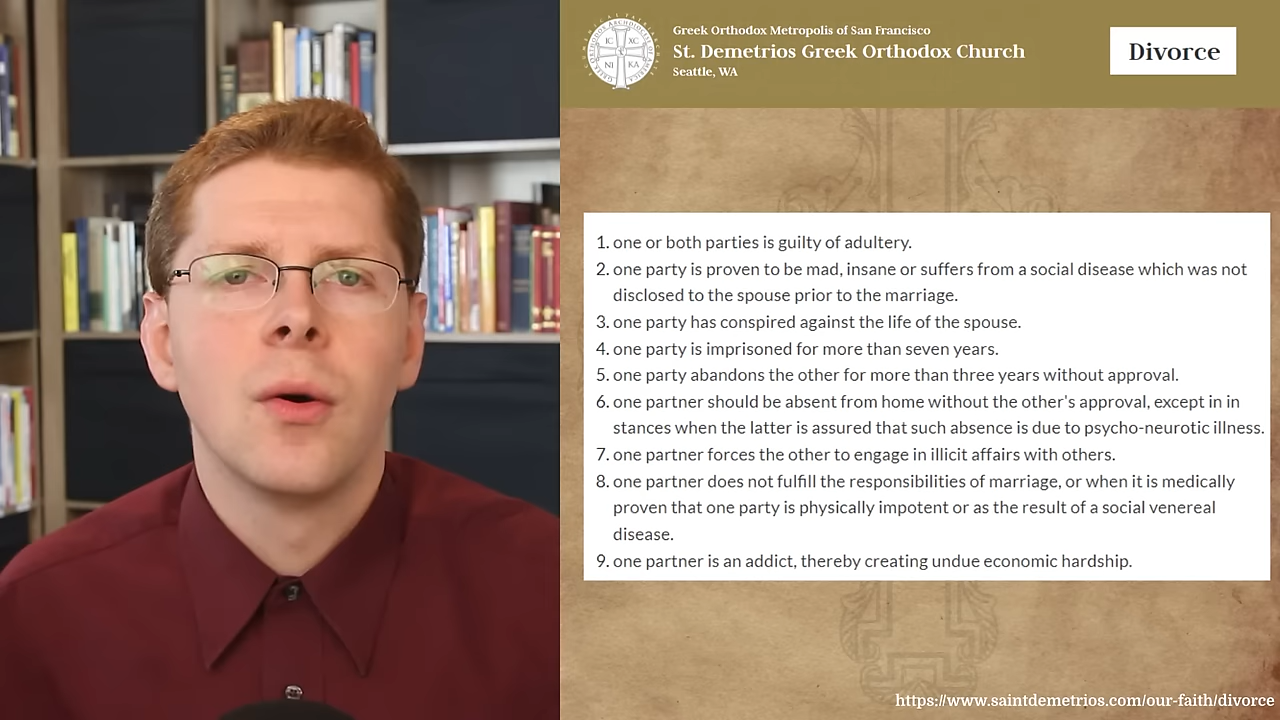 Greek Orthodox Metropolis of San Francisco
St. Demetrios Greek Orthodox Church
Seattle, WA
Divorce
IC XC
NI KA
1. one or both parties is guilty of adultery.
2. one party is proven to be mad, insane or suffers from a social disease which was not
disclosed to the spouse prior to the marriage.
3. one party has conspired against the life of the spouse.
4. one party is imprisoned for more than seven years.
5. one party abandons the other for more than three years without approval.
6. one partner should be absent from home without the other's approval, except in in
stances when the latter is assured that such absence is due to psycho-neurotic illness.
7. one partner forces the other to engage in illicit affairs with others.
8. one partner does not fulfill the responsibilities of marriage, or when it is medically
proven that one party is physically impotent or as the result of a social venereal
disease.
9. one partner is an addict, thereby creating undue economic hardship.
https://www.saintdemetrios.com/our-faith/divorce